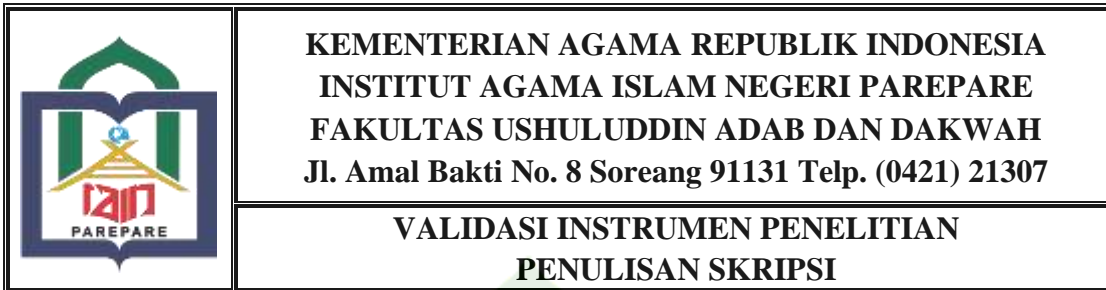 KEMENTERIAN AGAMA REPUBLIK INDONESIA
INSTITUT AGAMA ISLAM NEGERI PAREPARE
FAKULTAS USHULUDDIN ADAB DAN DAKWAH
Jl. Amal Bakti No. 8 Soreang 91131 Telp. (0421) 21307
iain
PAREPARE
VALIDASI INSTRUMEN PENELITIAN
PENULISAN SKRIPSI